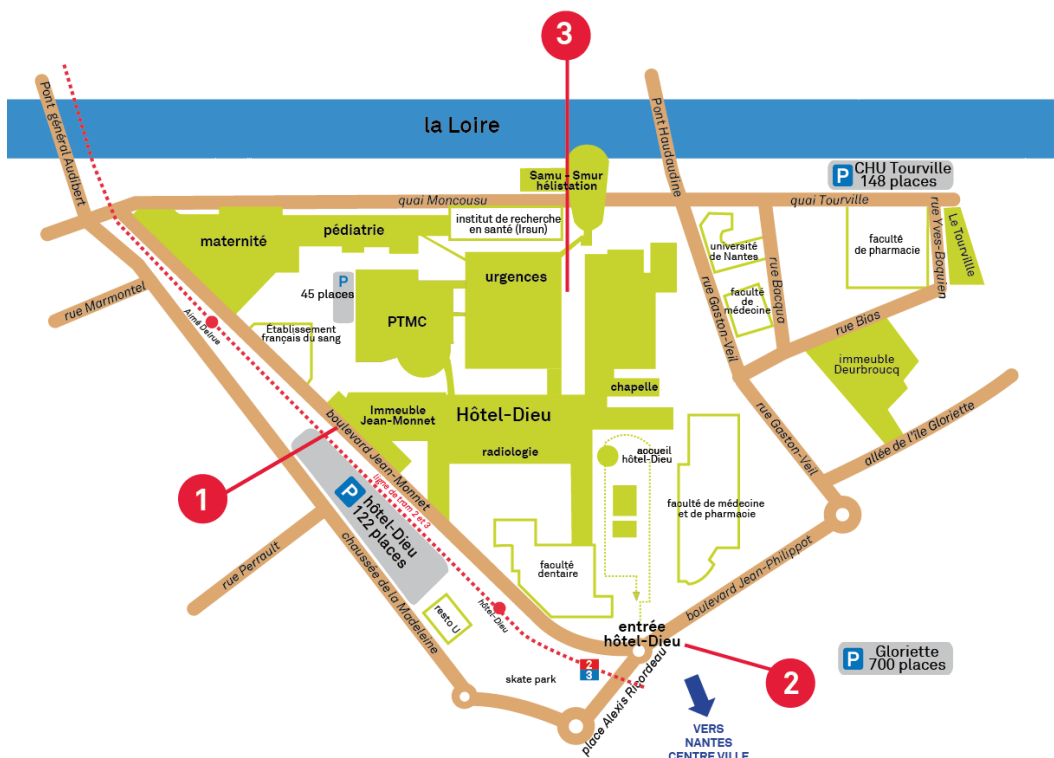 3
Pont général Audibert
la Loire
Pont Haudaudine
Samu - Smur
hélistation
P
CHU Tourville
148 places
quai Moncousu
quai Tourville
maternité
pédiatrie
institut de recherche
en santé (Irsun)
université
de Nantes
faculté
de pharmacie
rue Yves-Boquien
Le Tourvillle
urgences
P
45 places
rue Marmontel
PTMC
rue Gaston-Veil
faculté
de
médecine
rue Bacqua
Aimé Delrue
Établissement
français du sang
rue Bias
immeuble
Deurbroucq
chapelle
Immeuble
Jean-Monnet
Hôtel-Dieu
boulevard Jean-Monnet
rue Gaston-Veil
allée de l'île Gloriette
radiologie
accueil
hôtel-Dieu
1
P
hôtel-Dieu
122 places
ligne de tram 2 et 3
faculté de médecine
et de pharmacie
rue Perrault
chaussée de la Madeleine
faculté
dentaire
boulevard Jean-Philippot
resto U
hôtel-Dieu
entrée
hôtel-Dieu
2
3
skate park
place Alexis Ricordeau
2
P
Gloriette
700 places
VERS
NANTES
CENTRE VILLE